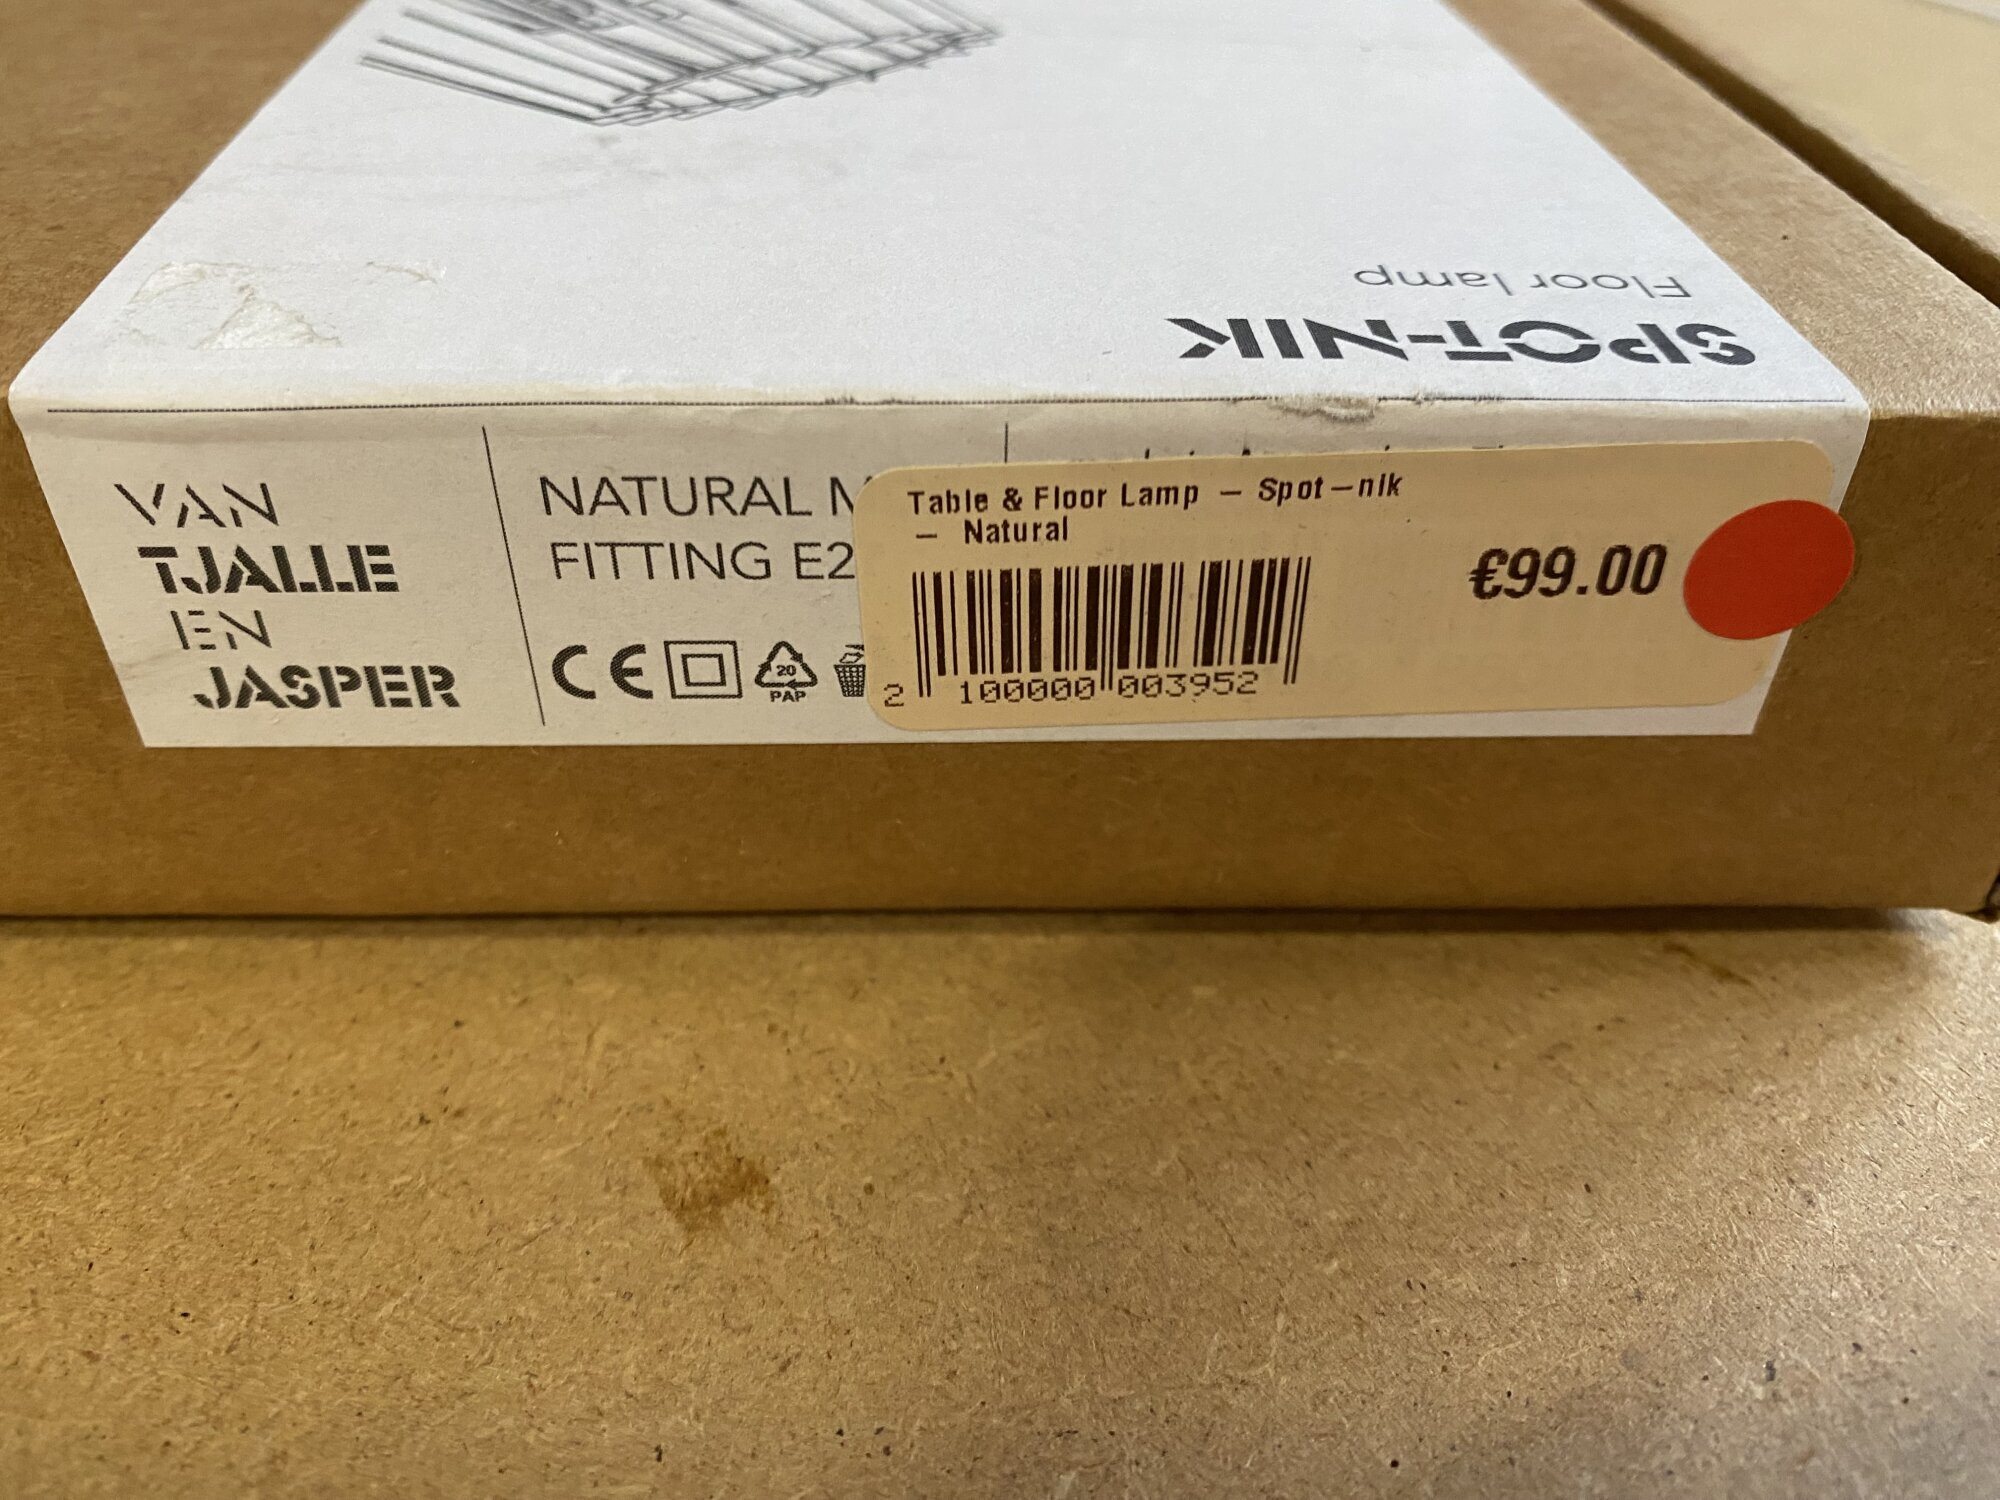 Floor lamp
SPOT-NIK
VAN
TJALLE
EN
JASPER
NATURAL M
FITTING E2
CE
20
PAP
Table & Floor Lamp - Spot-nik
- Natural
€99.00
2 100000 003952